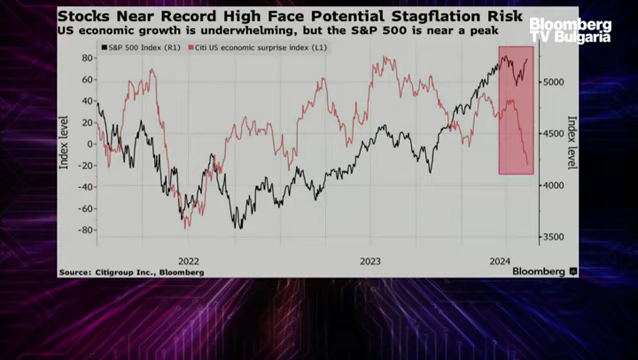 Stocks Near Record High Face Potential Stagflation Risk
US economic growth is underwhelming, but the S&P 500 is near a peak
Bloomberg
TV Bulgaria
S&P 500 Index (R1) Citi US economic surprise index (L1)
80
60
40
20
0
-20
-40
-60
-80
Index level
5000
4500
4000
3500
Index level
2022 2023 2024
Source: Citigroup Inc., Bloomberg
Bloomberg